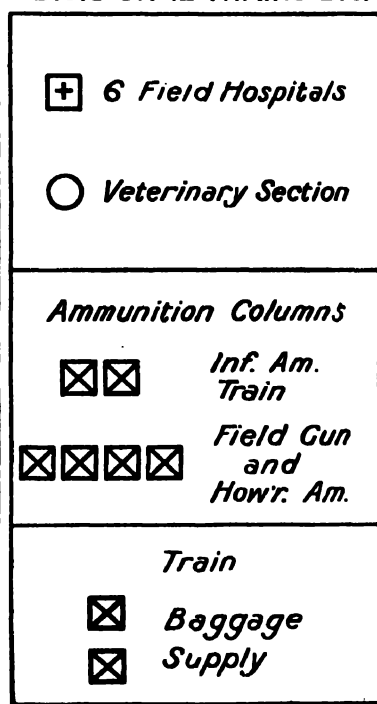 6 Field Hospitals
Veterinary Section
Ammunition Columns
Inf. Am.
Train
Field Gun
and
How'r. Am.
Train
Baggage
Supply